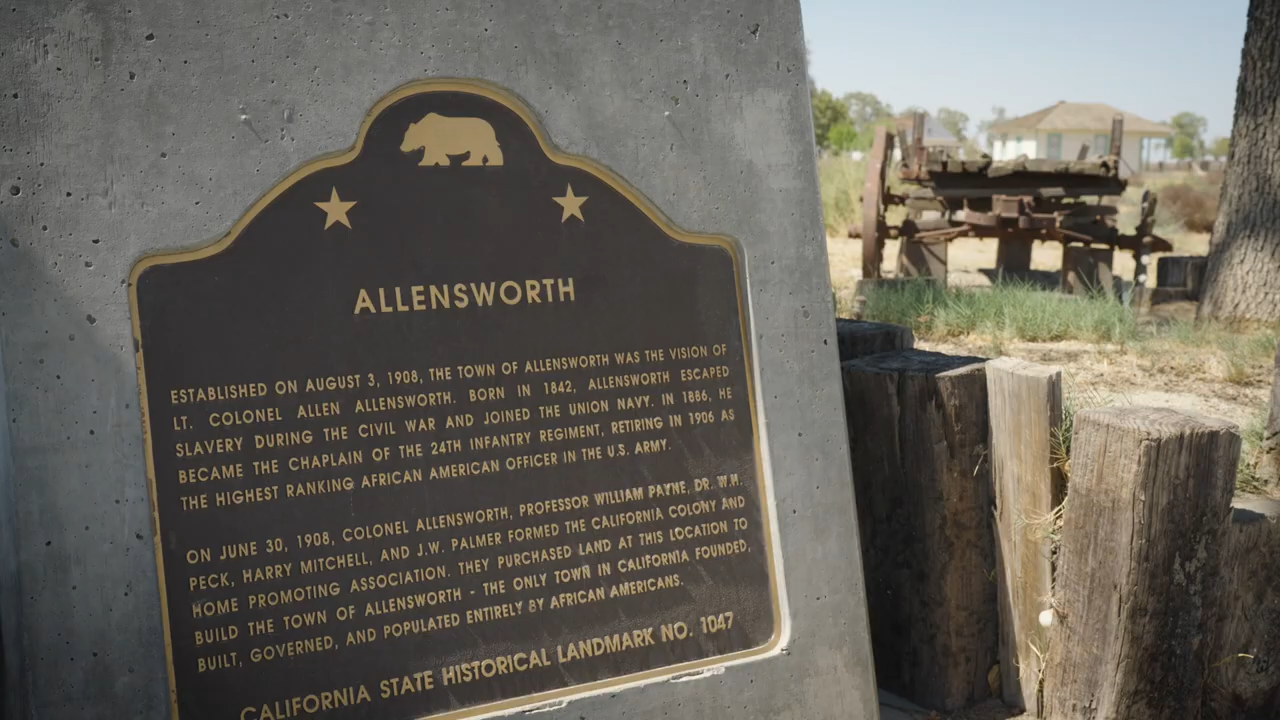 ALLENSWORTH
ESTABLISHED ON AUGUST 3, 1908, THE TOWN OF ALLENSWORTH WAS THE VISION OF
LT. COLONEL ALLEN ALLENSWORTH. BORN IN 1842, ALLENSWORTH ESCAPED
SLAVERY DURING THE CIVIL WAR AND JOINED THE UNION NAVY. IN 1886, HE
BECAME THE CHAPLAIN OF THE 24TH INFANTRY REGIMENT, RETIRING IN 1906 AS
THE HIGHEST RANKING AFRICAN AMERICAN OFFICER IN THE U.S. ARMY.
ON JUNE 30, 1908, COLONEL ALLENSWORTH, PROFESSOR WILLIAM PAYNE, DR. W.H.
PECK, HARRY MITCHELL, AND J.W. PALMER FORMED THE CALIFORNIA COLONY AND
HOME PROMOTING ASSOCIATION. THEY PURCHASED LAND AT THIS LOCATION TO
BUILD THE TOWN OF ALLENSWORTH - THE ONLY TOWN IN CALIFORNIA FOUNDED,
BUILT, GOVERNED, AND POPULATED ENTIRELY BY AFRICAN AMERICANS.
CALIFORNIA STATE HISTORICAL LANDMARK NO. 1047